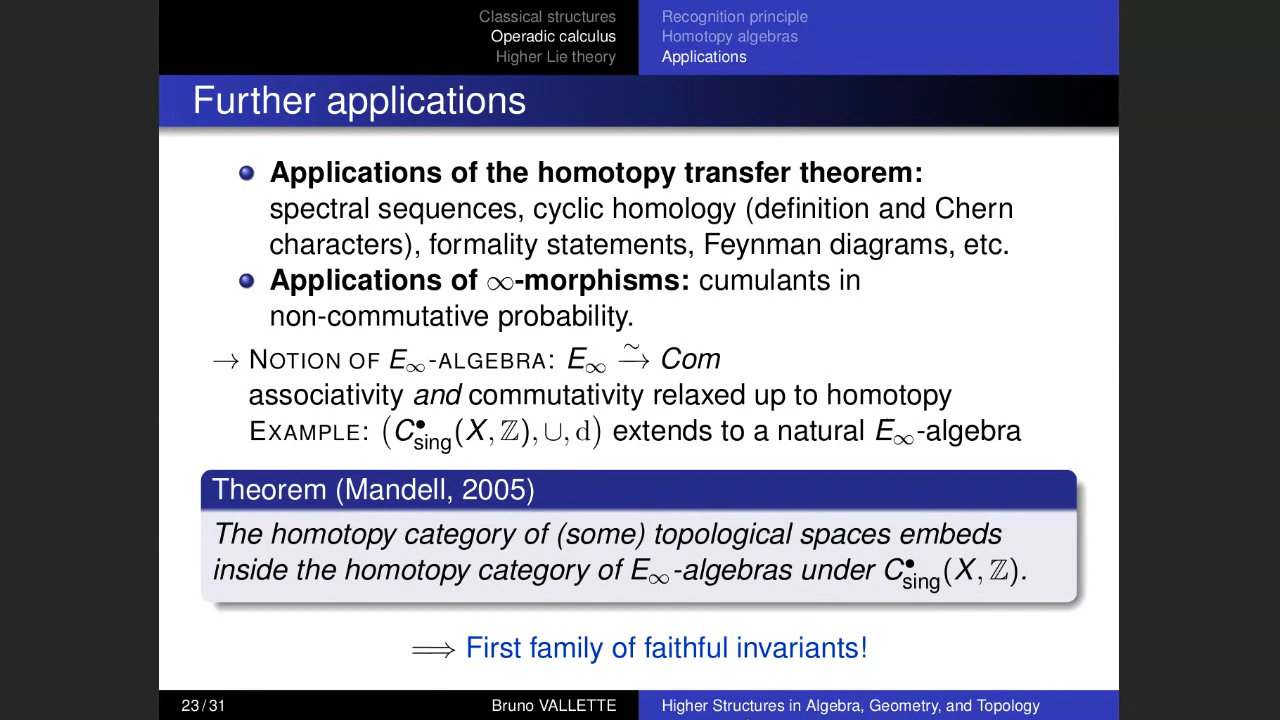 Classical structures
Operadic calculus
Higher Lie theory
Recognition principle
Homotopy algebras
Applications
Further applications
Applications of the homotopy transfer theorem:
spectral sequences, cyclic homology (definition and Chern
characters), formality statements, Feynman diagrams, etc.
Applications of ∞-morphisms: cumulants in
non-commutative probability.
→ NOTION OF E∞-ALGEBRA: E∞ ⥲ Com
associativity and commutativity relaxed up to homotopy
EXAMPLE: (C•sing(X, ℤ), ∪, d) extends to a natural E∞-algebra
Theorem (Mandell, 2005)
The homotopy category of (some) topological spaces embeds
inside the homotopy category of E∞-algebras under C•sing(X, ℤ).
⟹ First family of faithful invariants!
23 / 31
Bruno VALLETTE
Higher Structures in Algebra, Geometry, and Topology